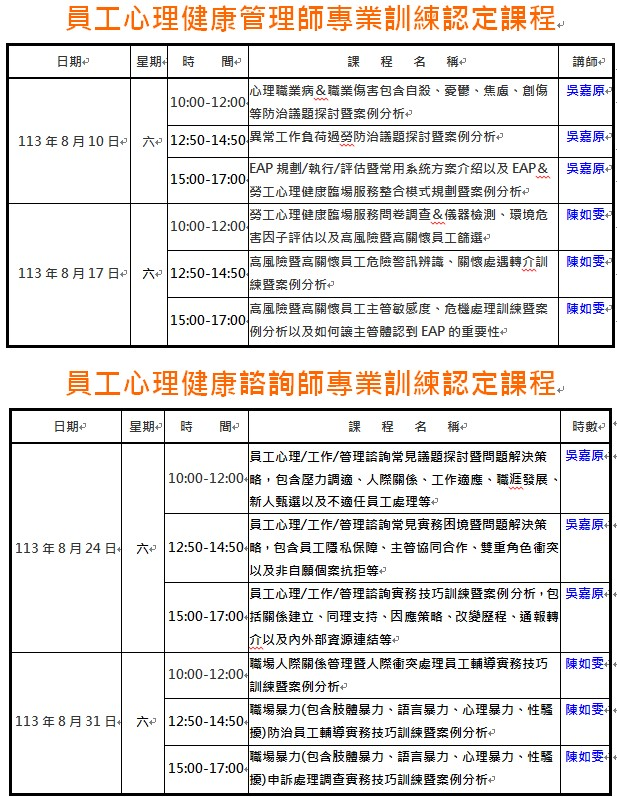 員工心理健康管理師專業訓練認定課程
日期 星期 時 間 課 程 名 稱 講師
113 年 8 月 10 日 六
10:00-12:00 心理職業病&職業傷害包含自殺、憂鬱、焦慮、創傷
等防治議題探討暨案例分析 吳嘉原
12:50-14:50 異常工作負荷過勞防治議題探討暨案例分析 吳嘉原
15:00-17:00 EAP 規劃/執行/評估暨常用系統方案介紹以及 EAP&
勞工心理健康臨場服務整合模式規劃暨案例分析 吳嘉原
113 年 8 月 17 日 六
10:00-12:00 勞工心理健康臨場服務問卷調查&儀器檢測、環境危
害因子評估以及高風險暨高關懷員工篩選 陳如雯
12:50-14:50 高風險暨高關懷員工危險警訊辨識、關懷處遇轉介訓
練暨案例分析 陳如雯
15:00-17:00 高風險暨高關懷員工主管敏感度、危機處理訓練暨案
例分析以及如何讓主管體認到 EAP 的重要性 陳如雯
員工心理健康諮詢師專業訓練認定課程
日期 星期 時 間 課 程 名 稱 時數
113 年 8 月 24 日 六
10:00-12:00 員工心理/工作/管理諮詢常見議題探討暨問題解決策
略，包含壓力調適、人際關係、工作適應、職涯發展、
新人甄選以及不適任員工處理等 吳嘉原
12:50-14:50 員工心理/工作/管理諮詢常見實務困境暨問題解決策
略，包含員工隱私保障、主管協同合作、雙重角色衝突
以及非自願個案抗拒等 吳嘉原
15:00-17:00 員工心理/工作/管理諮詢實務技巧訓練暨案例分析，包
括關係建立、同理支持、因應策略、改變歷程、通報轉
介以及內外部資源連結等 吳嘉原
113 年 8 月 31 日 六
10:00-12:00 職場人際關係管理暨人際衝突處理員工輔導實務技巧
訓練暨案例分析 陳如雯
12:50-14:50 職場暴力(包含肢體暴力、語言暴力、心理暴力、性騷
擾)防治員工輔導實務技巧訓練暨案例分析 陳如雯
15:00-17:00 職場暴力(包含肢體暴力、語言暴力、心理暴力、性騷
擾)申訴處理調查實務技巧訓練暨案例分析 陳如雯